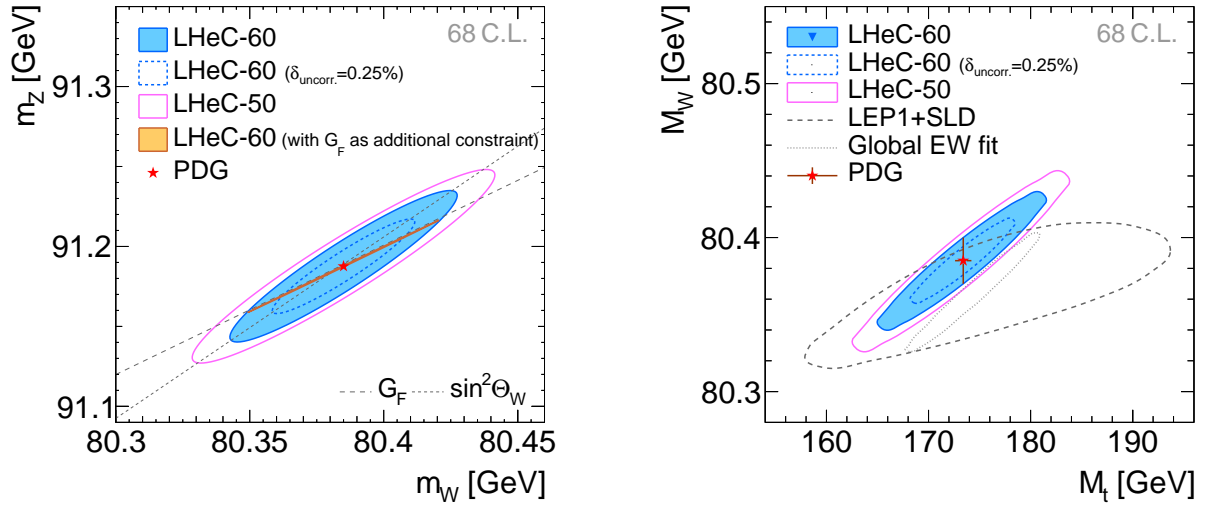 m_Z [GeV]
91.3
91.2
91.1
68 C.L.
LHeC-60
LHeC-60 (δ_uncorr.=0.25%)
LHeC-50
LHeC-60 (with G_F as additional constraint)
PDG
G_F sin²Θ_W
80.3 80.35 80.4 80.45
m_W [GeV]
M_W [GeV]
80.5
80.4
80.3
68 C.L.
LHeC-60
LHeC-60 (δ_uncorr.=0.25%)
LHeC-50
LEP1+SLD
Global EW fit
PDG
160 170 180 190
M_t [GeV]